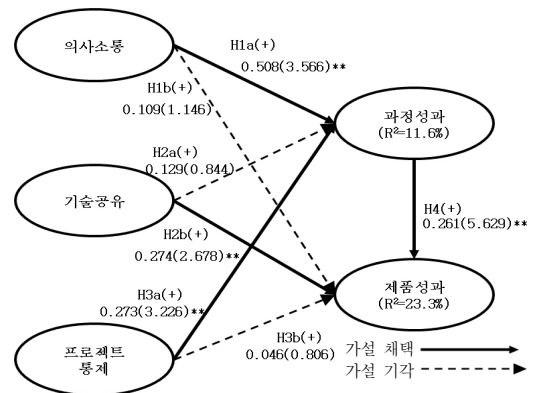 의사소통
H1a(+)
0.508(3.566)**
H1b(+)
0.109(1.146)
과정성과
(R²=11.6%)
H2a(+)
0.129(0.844)
기술공유
H2b(+)
0.274(2.678)**
H4(+)
0.261(5.629)**
제품성과
(R²=23.3%)
H3a(+)
0.273(3.226)**
프로젝트
통제
H3b(+)
0.046(0.806)
가설 채택
가설 기각